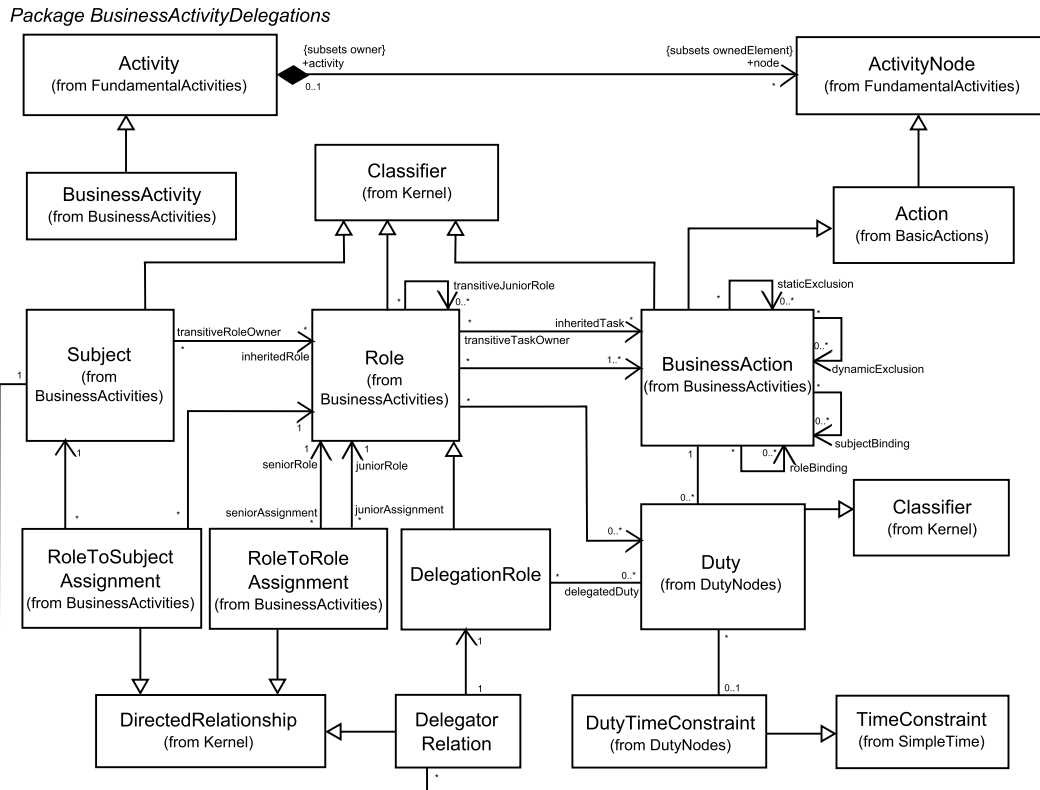 Package BusinessActivityDelegations
Activity
(from FundamentalActivities)
{subsets owner}
+activity
0..1
{subsets ownedElement}
+node
*
ActivityNode
(from FundamentalActivities)
BusinessActivity
(from BusinessActivities)
Classifier
(from Kernel)
Action
(from BasicActions)
Subject
(from
BusinessActivities)
1
transitiveRoleOwner
*
*
inheritedRole
Role
(from
BusinessActivities)
*
transitiveJuniorRole
0..*
*
inheritedTask
*
transitiveTaskOwner
*
1..*
*
BusinessAction
(from BusinessActivities)
*
staticExclusion
0..*
*
0..*
dynamicExclusion
*
0..*
subjectBinding
*
0..*
roleBinding
1
0..*
1
*
*
1
1
seniorRole
1
juniorRole
seniorAssignment
*
juniorAssignment
*
0..*
RoleToSubject
Assignment
(from BusinessActivities)
RoleToRole
Assignment
(from BusinessActivities)
DelegationRole
*
0..*
delegatedDuty
Duty
(from DutyNodes)
Classifier
(from Kernel)
*
0..1
1
1
DirectedRelationship
(from Kernel)
Delegator
Relation
*
DutyTimeConstraint
(from DutyNodes)
TimeConstraint
(from SimpleTime)